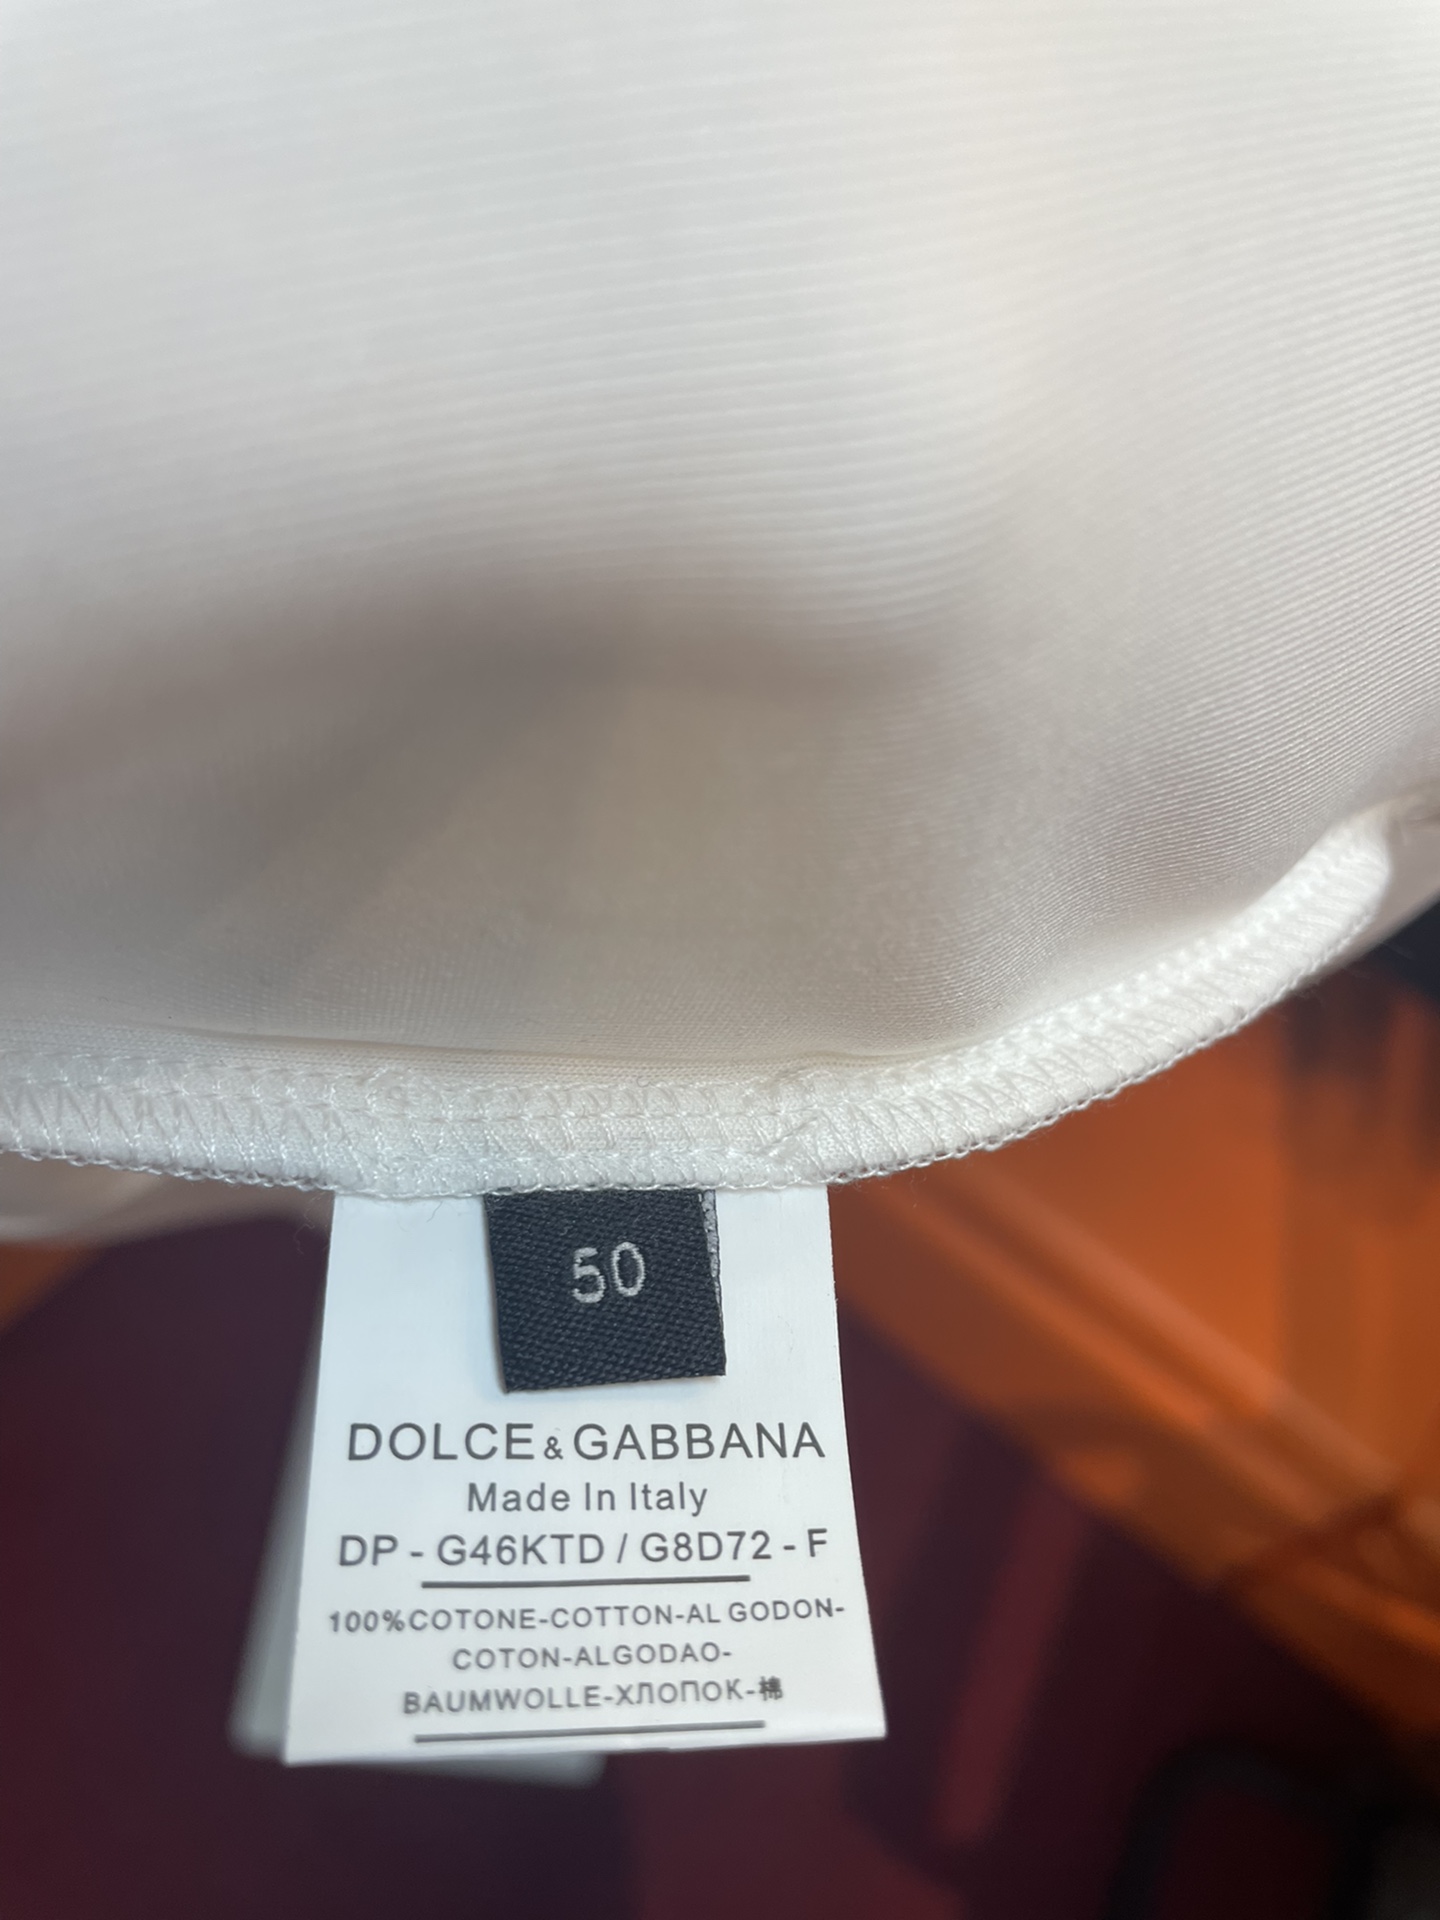 50
DOLCE & GABBANA
Made In Italy
DP - G46KTD / G8D72 - F
100%COTONE-COTTON-AL GODON-
COTON-ALGODAO-
BAUMWOLLE-ХЛОПОК-棉